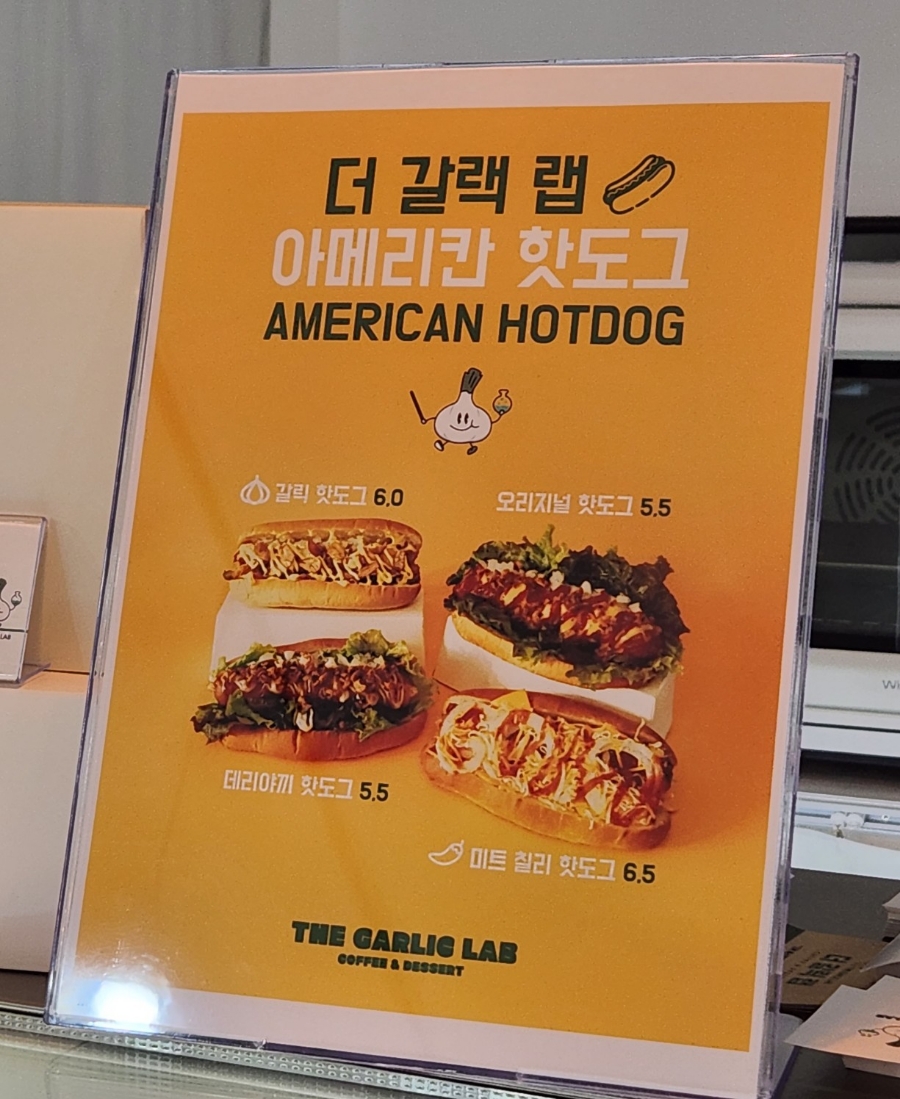 더 갈랙 랩
아메리칸 핫도그
AMERICAN HOTDOG
갈릭 핫도그 6.0
오리지널 핫도그 5.5
데리야끼 핫도그 5.5
미트 칠리 핫도그 6.5
THE GARLIC LAB
COFFEE & DESSERT
LAB